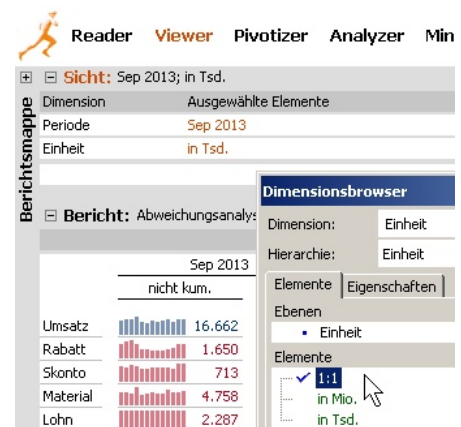 Reader Viewer Pivotizer Analyzer Min
Sicht: Sep 2013; in Tsd.
Dimension Ausgewählte Elemente
Periode Sep 2013
Einheit in Tsd.
Berichtsmappe
Bericht: Abweichungsanalys
Sep 2013
nicht kum.
Umsatz 16.662
Rabatt 1.650
Skonto 713
Material 4.758
Lohn 2.287
Dimensionsbrowser
Dimension: Einheit
Hierarchie: Einheit
Elemente Eigenschaften
Ebenen
Einheit
Elemente
1:1
in Mio.
in Tsd.